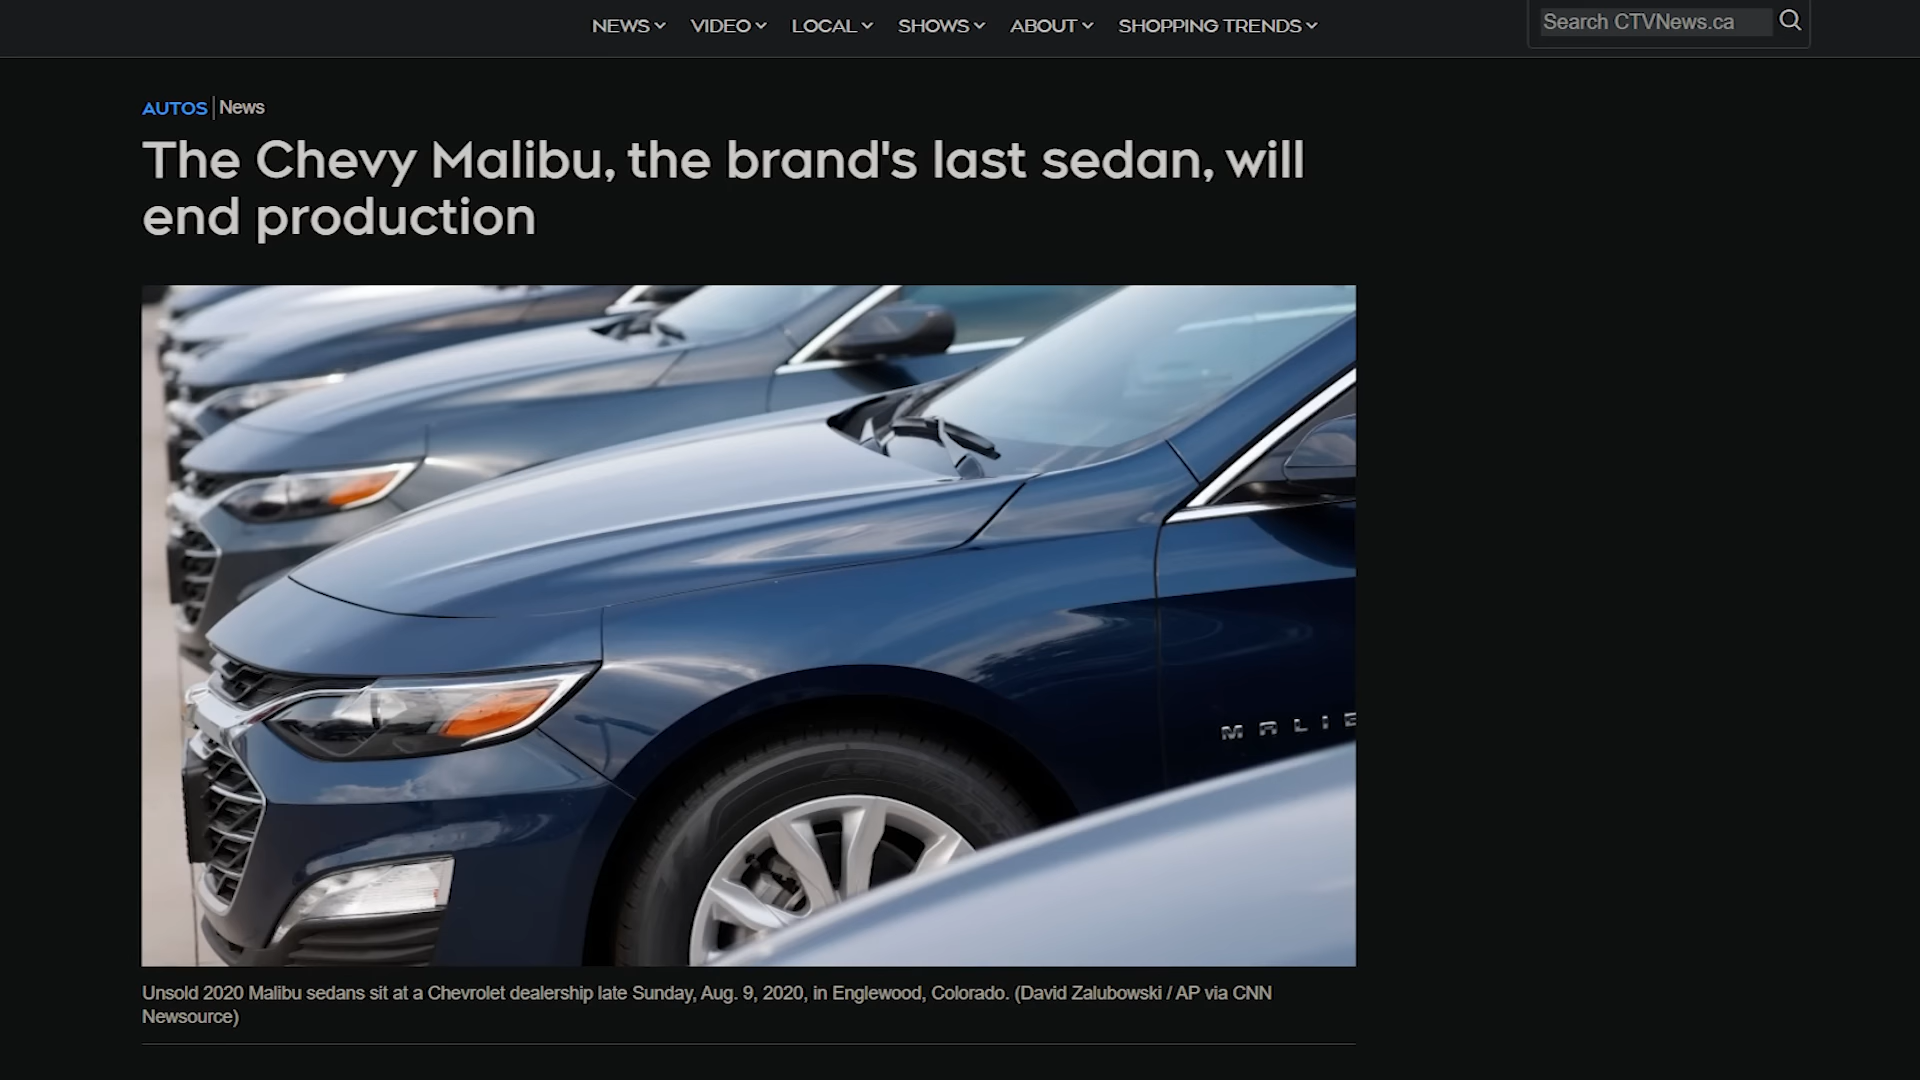 NEWS VIDEO LOCAL SHOWS ABOUT SHOPPING TRENDS
Search CTVNews.ca
AUTOS News
The Chevy Malibu, the brand's last sedan, will
end production
MALIB
Unsold 2020 Malibu sedans sit at a Chevrolet dealership late Sunday, Aug. 9, 2020, in Englewood, Colorado. (David Zalubowski / AP via CNN
Newsource)